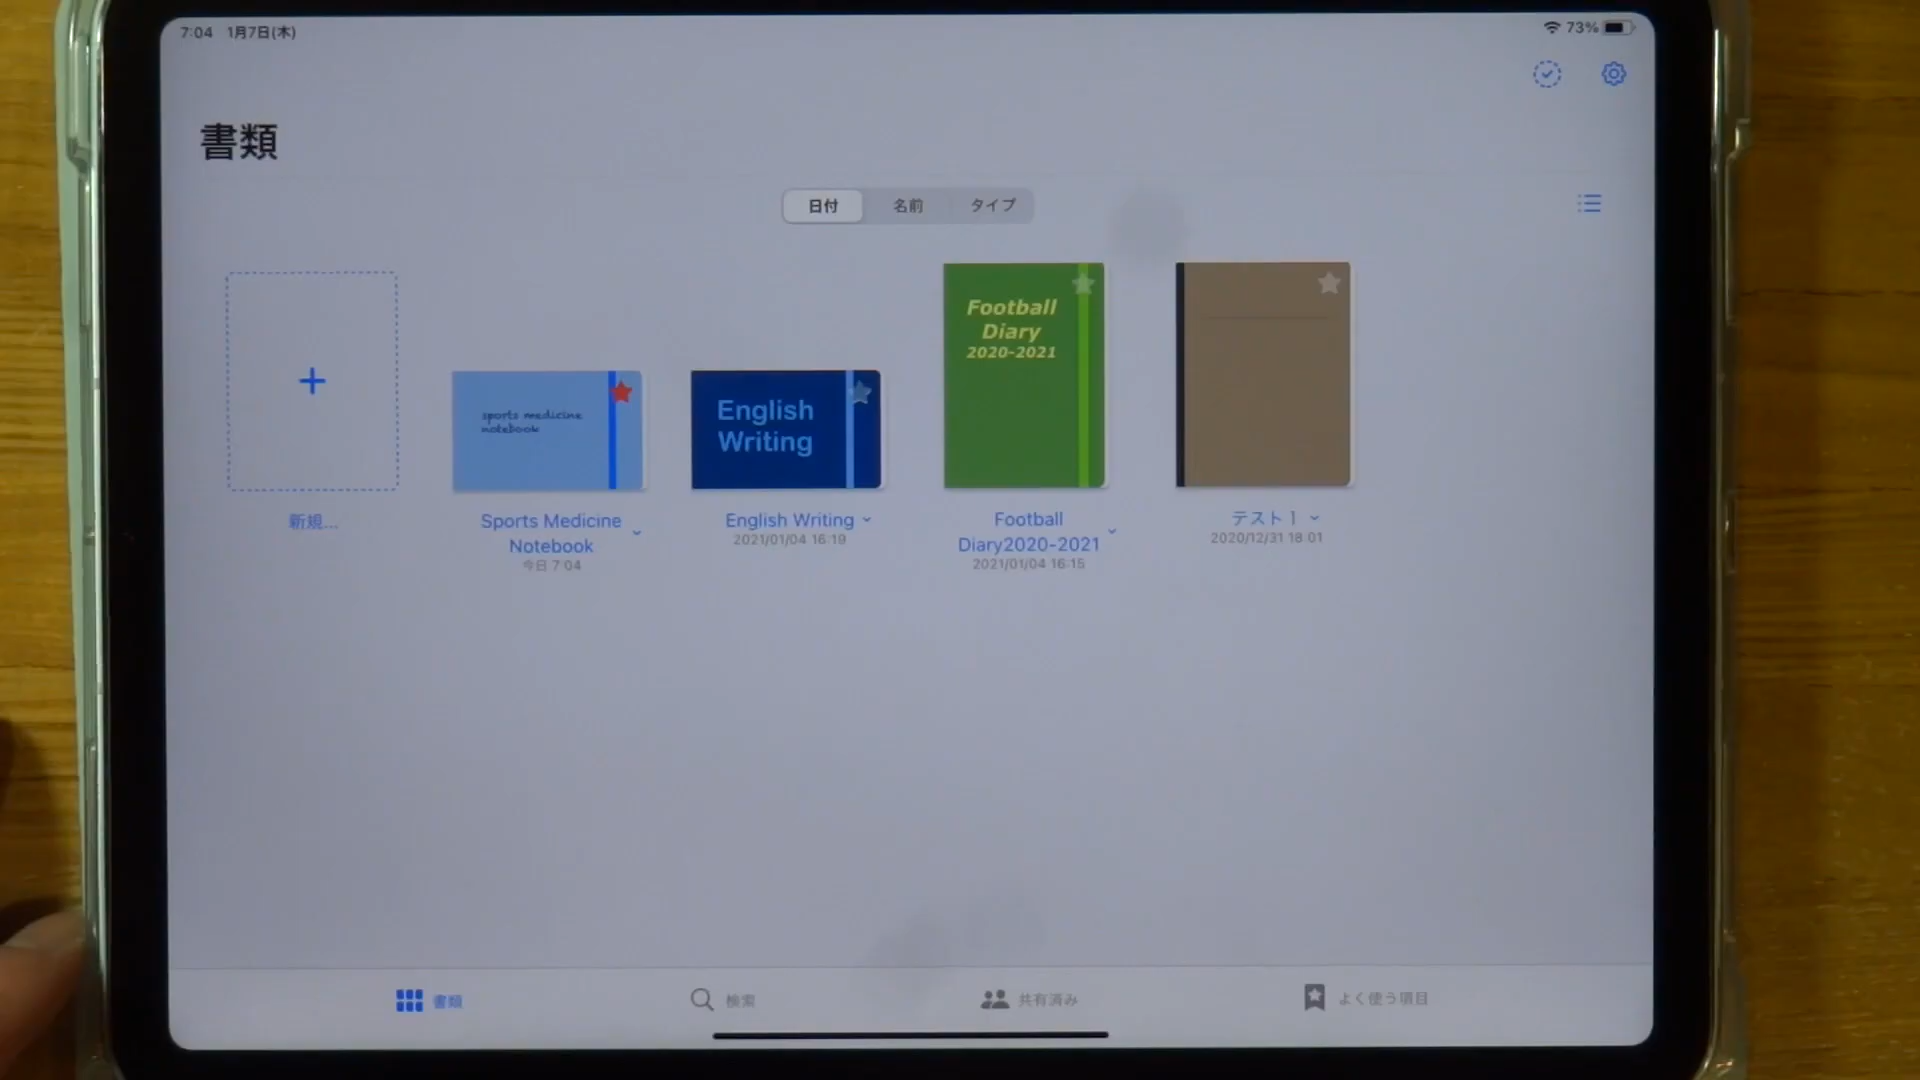 7:04 1月7日(木)
73%
書類
日付 名前 タイプ
sports medicine
notebook
English
Writing
Football
Diary
2020-2021
新規...
Sports Medicine
Notebook
今日 7:04
English Writing
2021/01/04 16:19
Football
Diary2020-2021
2021/01/04 16:15
テスト1
2020/12/31 18:01
書類
検索
共有済み
よく使う項目